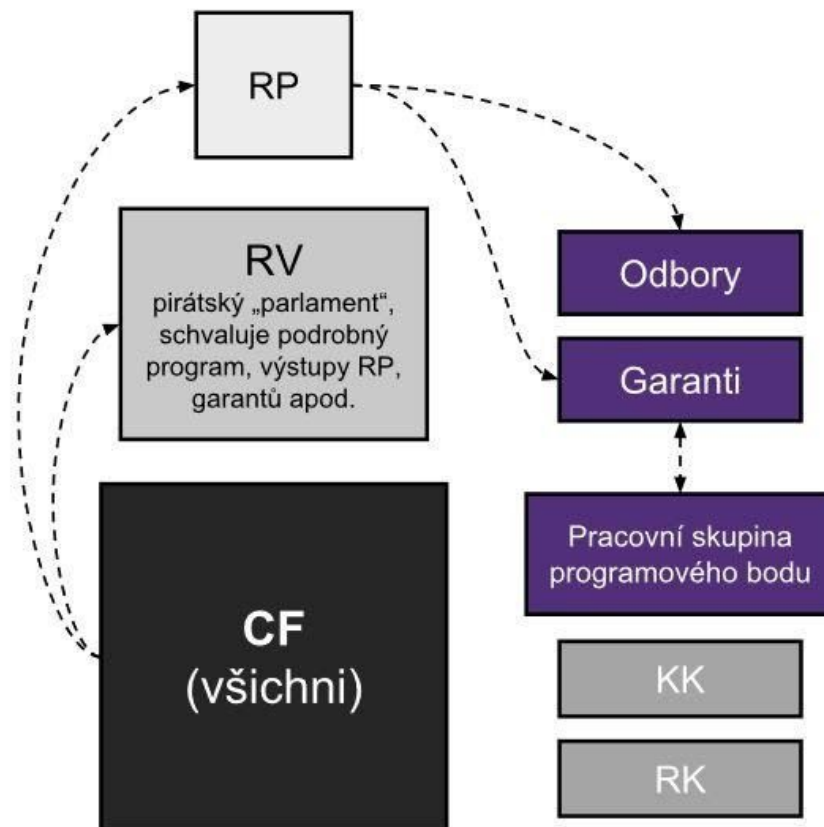 RP
RV
pirátský „parlament“,
schvaluje podrobný
program, výstupy RP,
garantů apod.
CF
(všichni)
Odbory
Garanti
Pracovní skupina
programového bodu
KK
RK